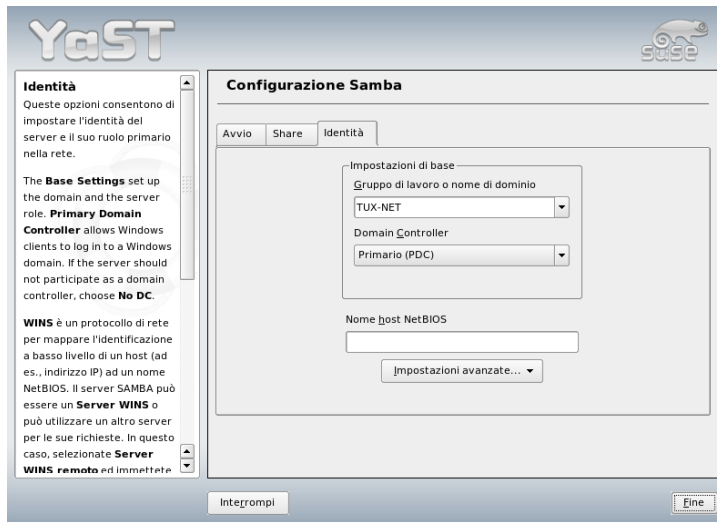 YaST
SUSE
Identità
Queste opzioni consentono di
impostare l'identità del
server e il suo ruolo primario
nella rete.
The Base Settings set up
the domain and the server
role. Primary Domain
Controller allows Windows
clients to log in to a Windows
domain. If the server should
not participate as a domain
controller, choose No DC.
WINS è un protocollo di rete
per mappare l'identificazione
a basso livello di un host (ad
es., indirizzo IP) ad un nome
NetBIOS. Il server SAMBA può
essere un Server WINS o
può utilizzare un altro server
per le sue richieste. In questo
caso, selezionate Server
WINS remoto ed immettete
Configurazione Samba
Avvio
Share
Identità
Impostazioni di base
Gruppo di lavoro o nome di dominio
TUX-NET
Domain Controller
Primario (PDC)
Nome host NetBIOS
Impostazioni avanzate...
Interrompi
Fine